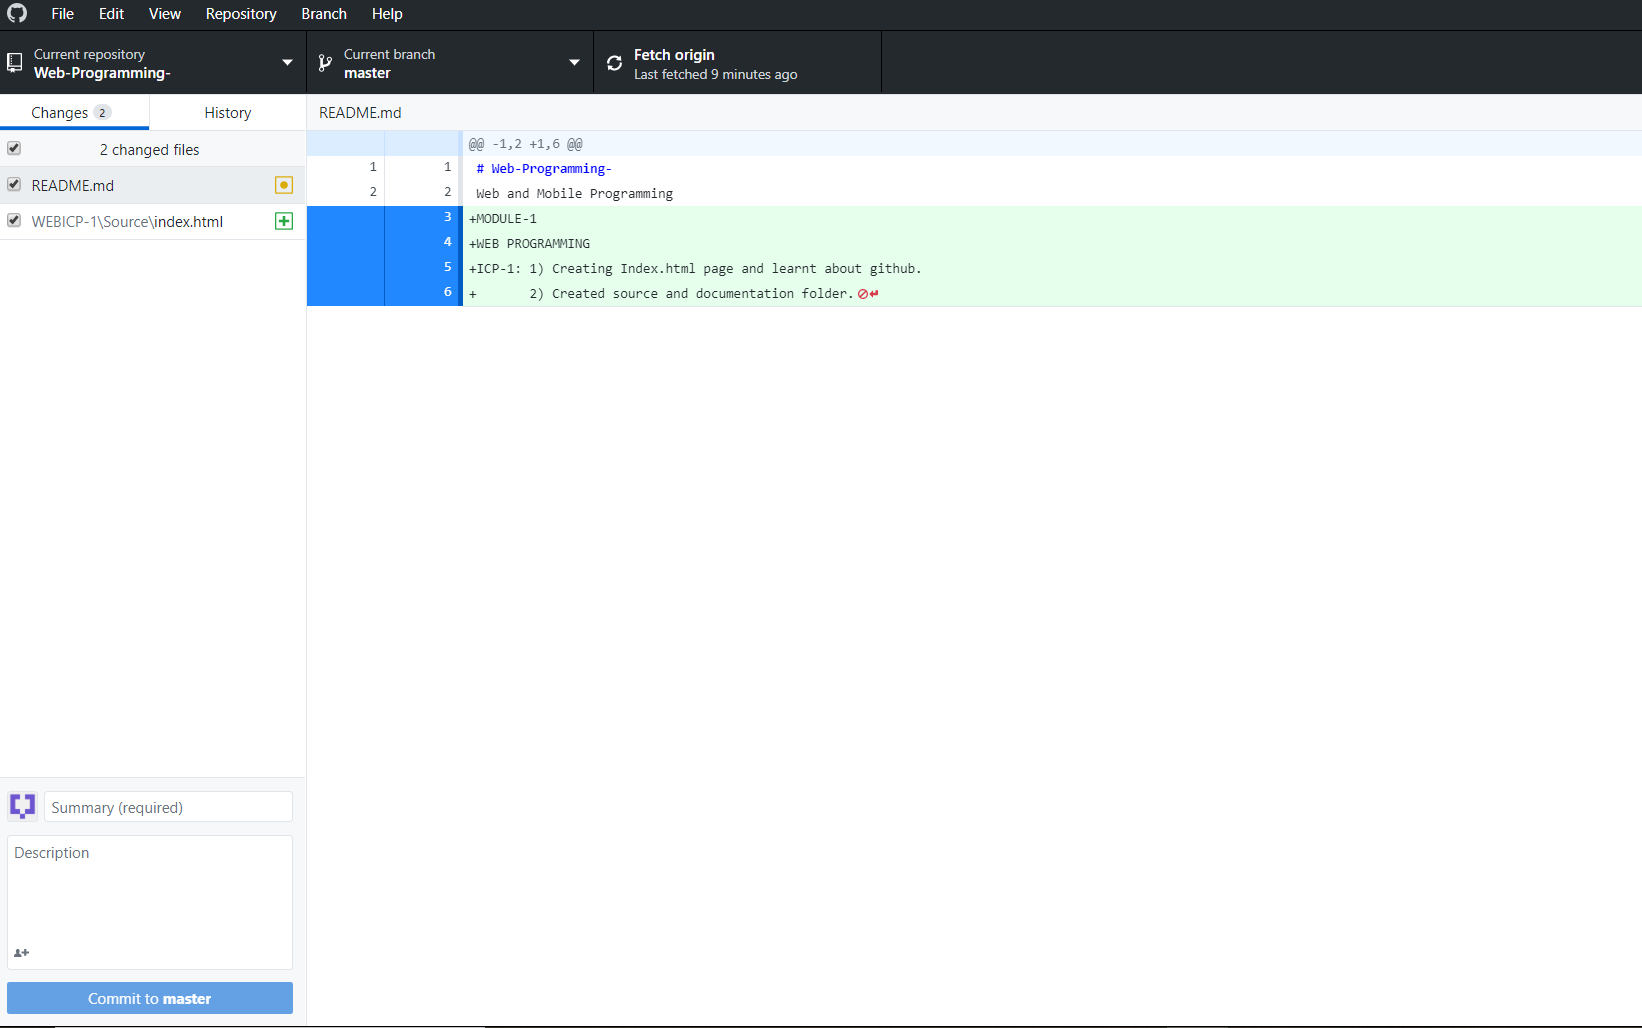 File Edit View Repository Branch Help
Current repository
Web-Programming-
Current branch
master
Fetch origin
Last fetched 9 minutes ago
Changes 2
History
README.md
2 changed files
README.md
WEBICP-1\Source\index.html
@@ -1,2 +1,6 @@
1 1 # Web-Programming-
2 2 Web and Mobile Programming
3 +MODULE-1
4 +WEB PROGRAMMING
5 +ICP-1: 1) Creating Index.html page and learnt about github.
6 +       2) Created source and documentation folder.
Summary (required)
Description
Commit to master